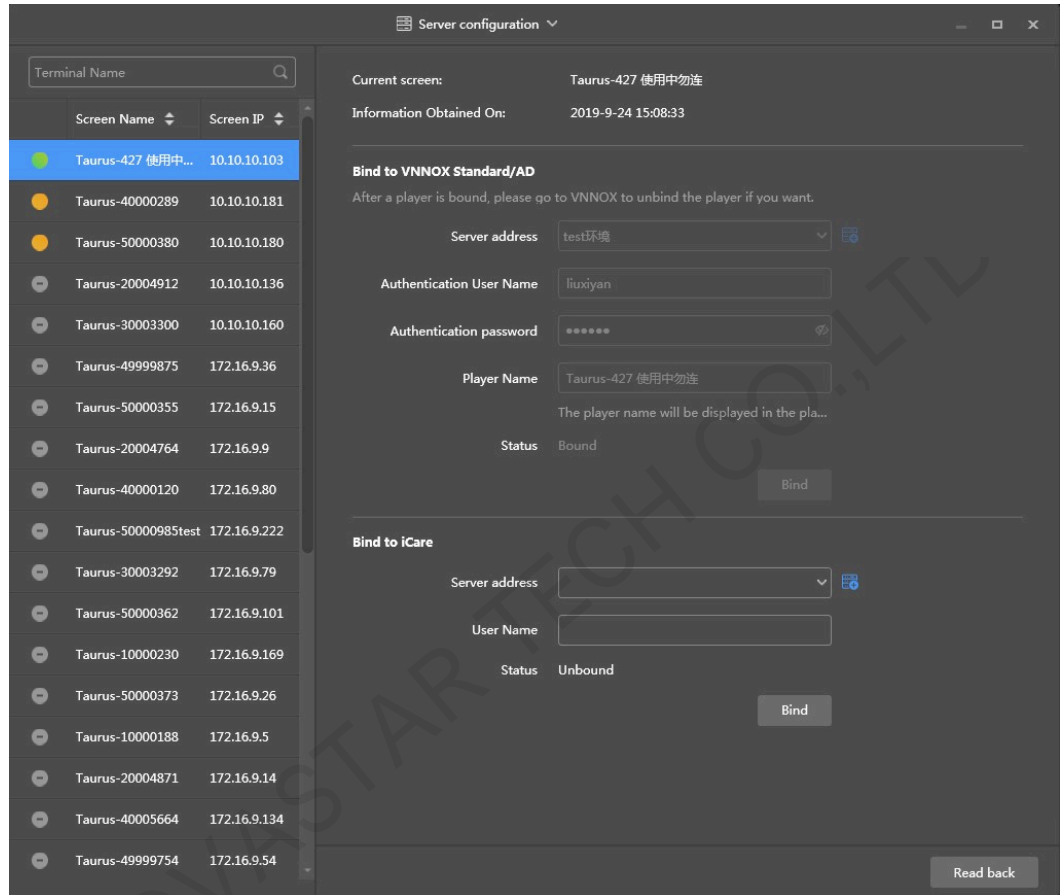 Server configuration
Terminal Name
Screen Name Screen IP
Taurus-427 使用中... 10.10.10.103
Taurus-40000289 10.10.10.181
Taurus-50000380 10.10.10.180
Taurus-20004912 10.10.10.136
Taurus-30003300 10.10.10.160
Taurus-49999875 172.16.9.36
Taurus-50000355 172.16.9.15
Taurus-20004764 172.16.9.9
Taurus-40000120 172.16.9.80
Taurus-50000985test 172.16.9.222
Taurus-30003292 172.16.9.79
Taurus-50000362 172.16.9.101
Taurus-10000230 172.16.9.169
Taurus-50000373 172.16.9.26
Taurus-10000188 172.16.9.5
Taurus-20004871 172.16.9.14
Taurus-40005664 172.16.9.134
Taurus-49999754 172.16.9.54
Current screen: Taurus-427 使用中勿连
Information Obtained On: 2019-9-24 15:08:33
Bind to VNNOX Standard/AD
After a player is bound, please go to VNNOX to unbind the player if you want.
Server address test环境
Authentication User Name liuxiyan
Authentication password ••••••
Player Name Taurus-427 使用中勿连
The player name will be displayed in the pla...
Status Bound
Bind
Bind to iCare
Server address
User Name
Status Unbound
Bind
Read back
OVASTAR TECH CO.,LTD